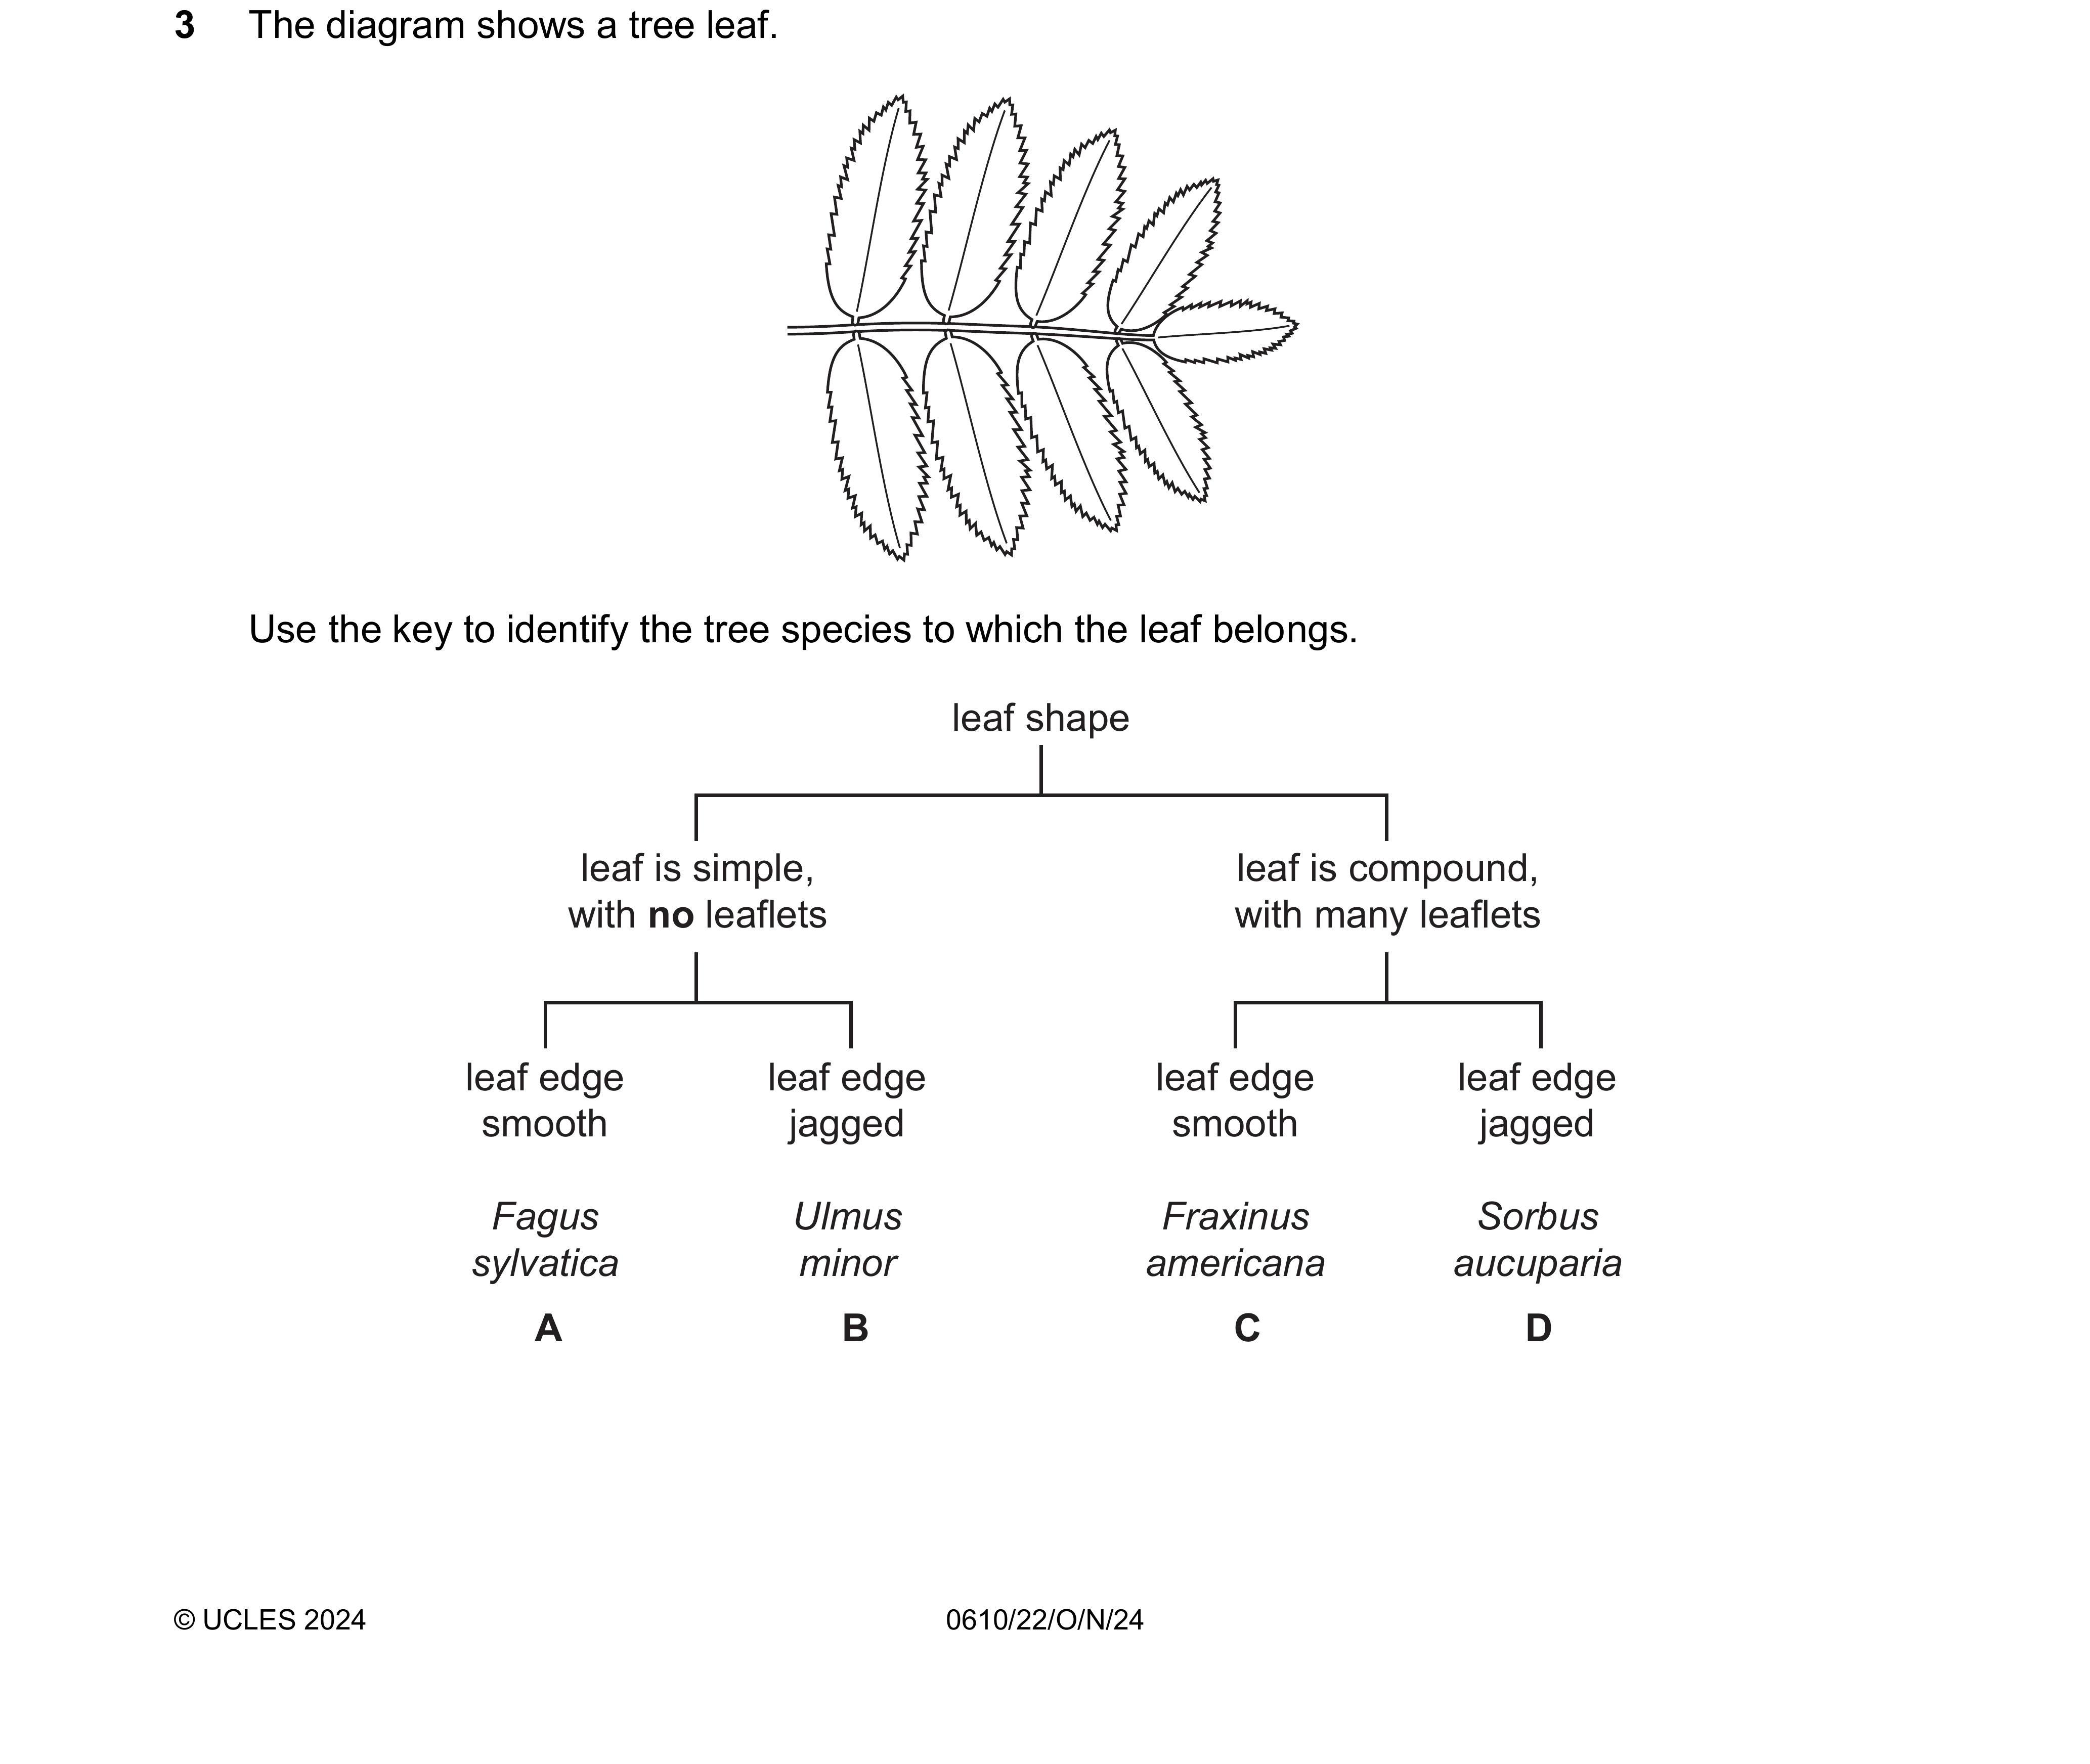 3 The diagram shows a tree leaf.
Use the key to identify the tree species to which the leaf belongs.
leaf shape
leaf is simple,
with no leaflets
leaf is compound,
with many leaflets
leaf edge
smooth
leaf edge
jagged
leaf edge
smooth
leaf edge
jagged
Fagus
sylvatica
Ulmus
minor
Fraxinus
americana
Sorbus
aucuparia
A B C D
© UCLES 2024 0610/22/O/N/24